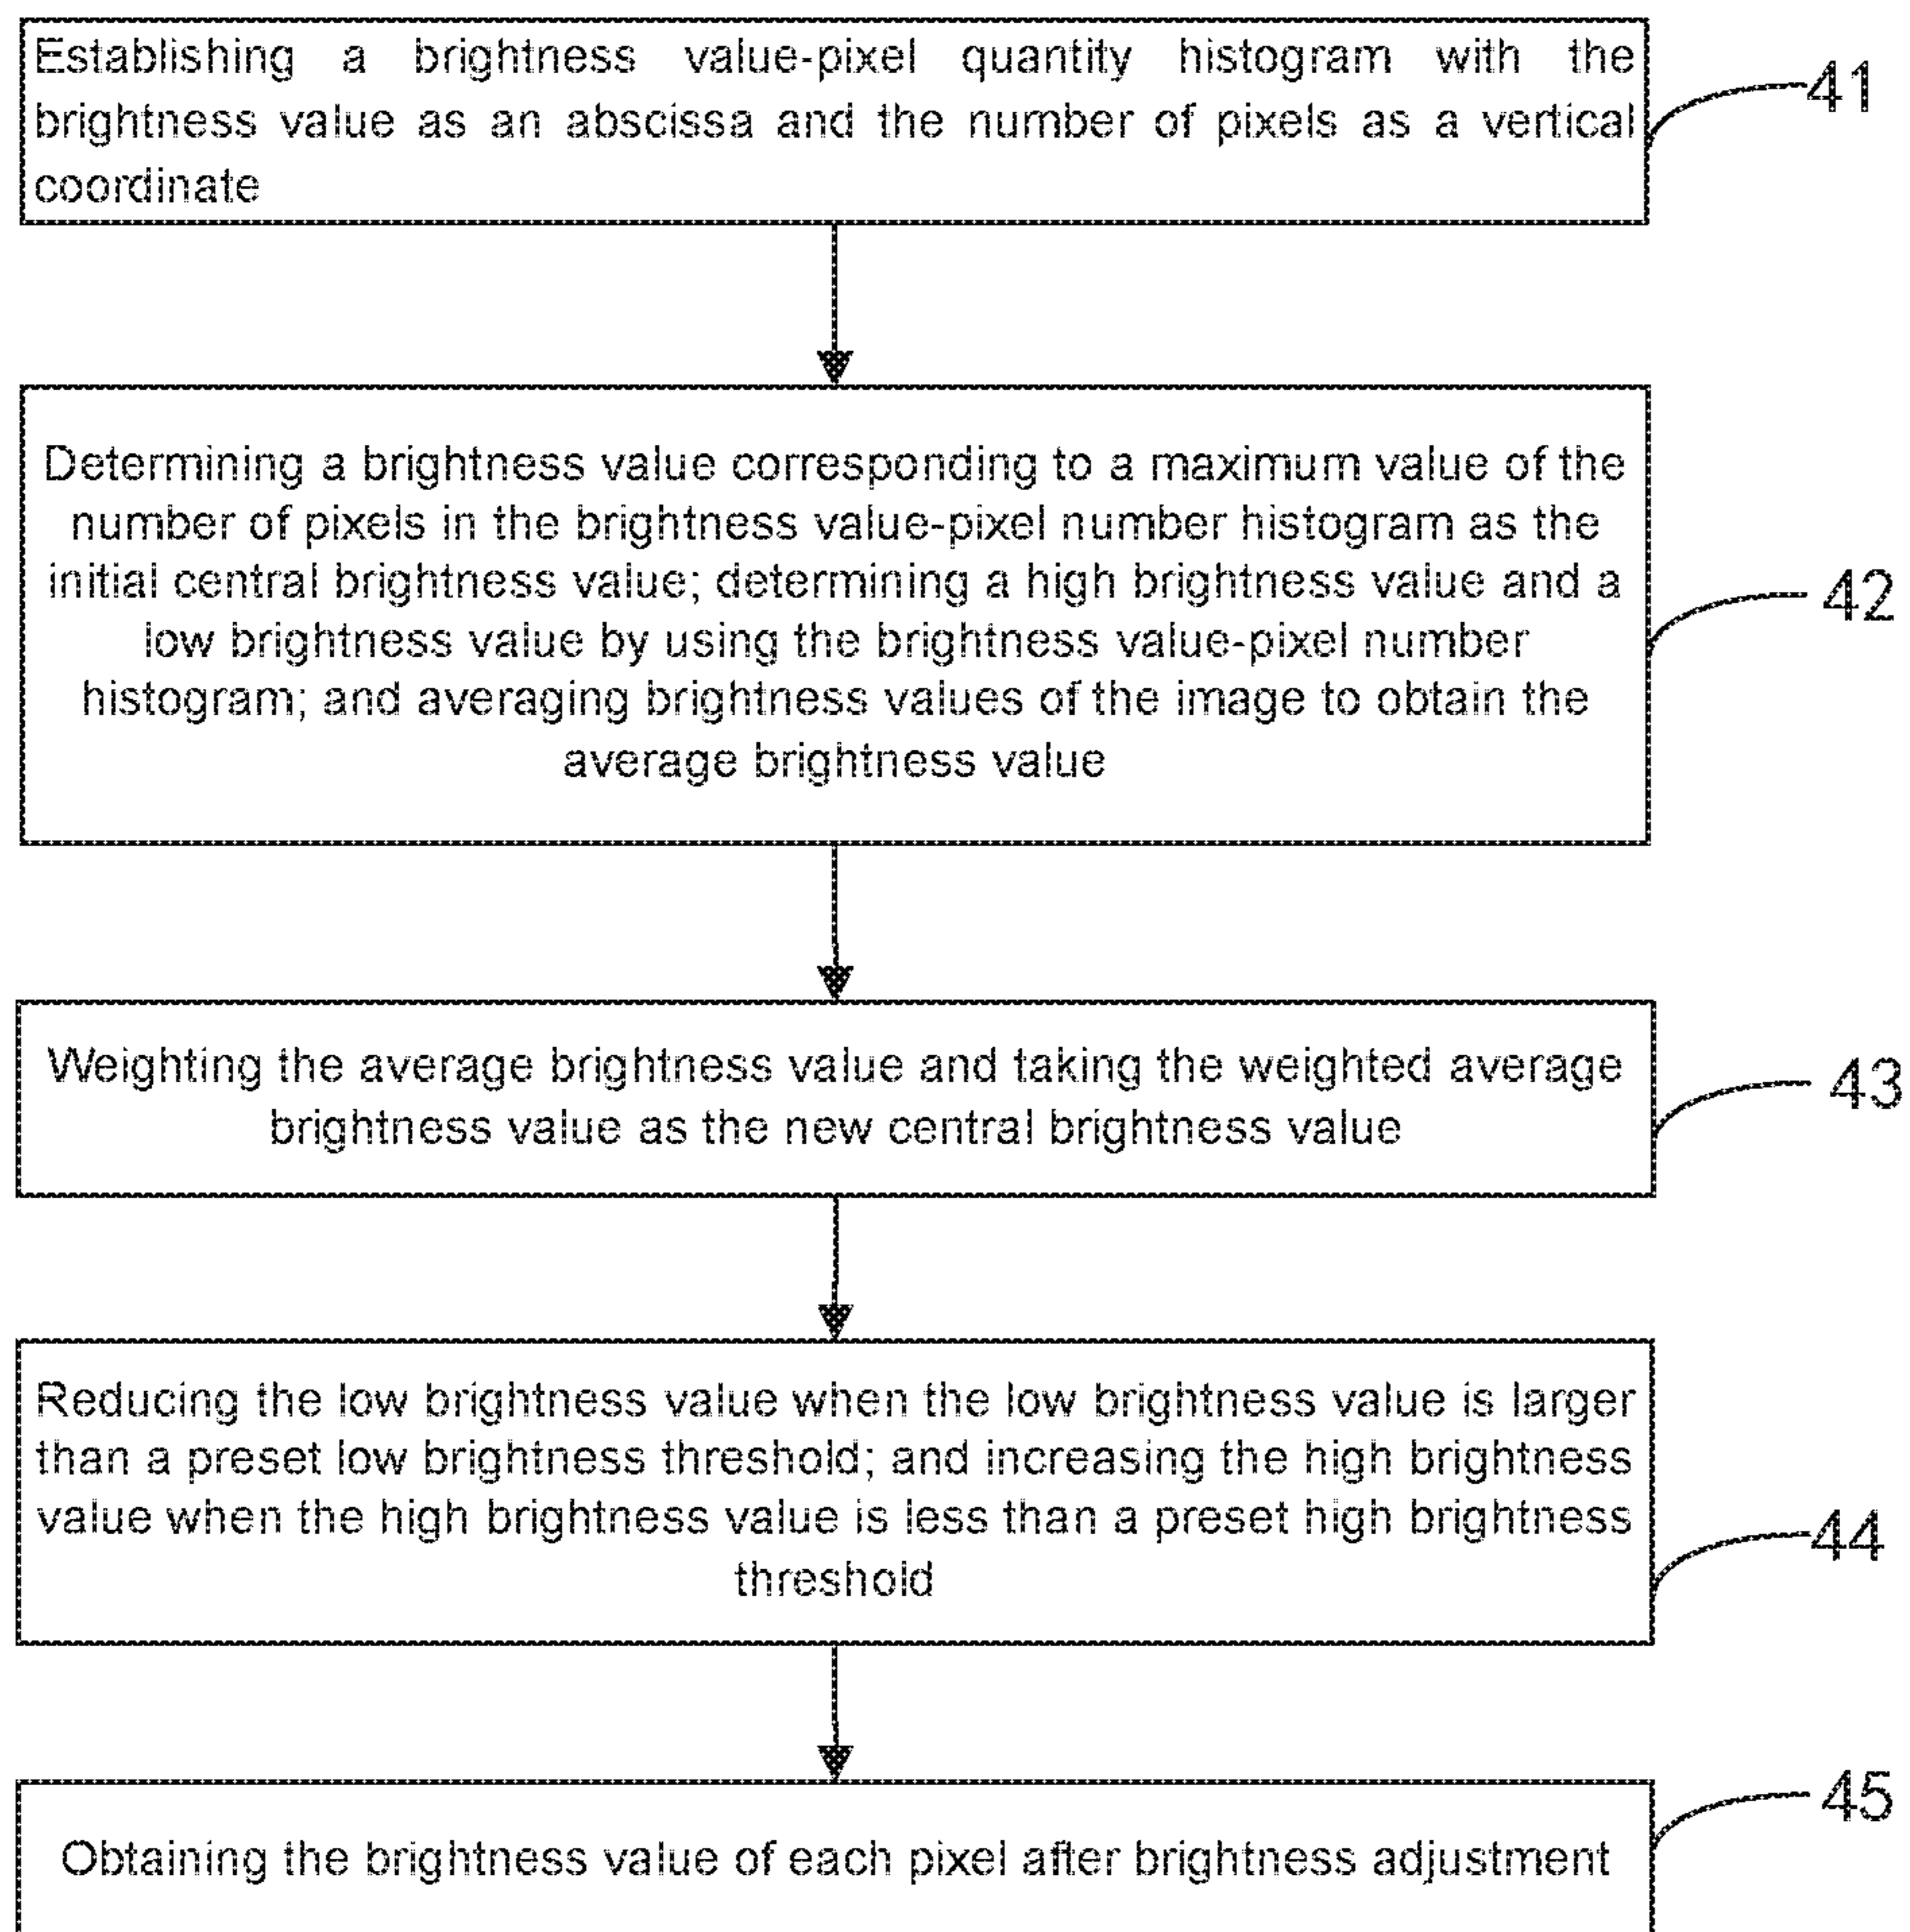 Establishing a brightness value-pixel quantity histogram with the
brightness value as an abscissa and the number of pixels as a vertical
coordinate
41
Determining a brightness value corresponding to a maximum value of the
number of pixels in the brightness value-pixel number histogram as the
initial central brightness value; determining a high brightness value and a
low brightness value by using the brightness value-pixel number
histogram; and averaging brightness values of the image to obtain the
average brightness value
42
Weighting the average brightness value and taking the weighted average
brightness value as the new central brightness value
43
Reducing the low brightness value when the low brightness value is larger
than a preset low brightness threshold; and increasing the high brightness
value when the high brightness value is less than a preset high brightness
threshold
44
Obtaining the brightness value of each pixel after brightness adjustment
45